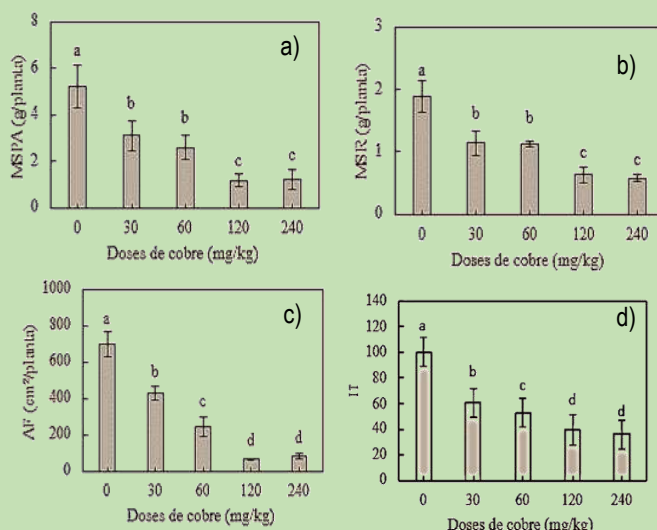 a)
MSPA (g/planta)
8
6
4
2
0
a
b
b
c
c
0 30 60 120 240
Doses de cobre (mg/kg)
b)
MSR (g/planta)
3
2
1
0
a
b
b
c
c
0 30 60 120 240
Doses de cobre (mg/kg)
c)
AF (cm²/planta)
1000
800
600
400
200
0
a
b
c
d
d
0 30 60 120 240
Doses de cobre (mg/kg)
d)
IT
140
120
100
80
60
40
20
0
a
b
c
d
d
0 30 60 120 240
Doses de cobre (mg/kg)